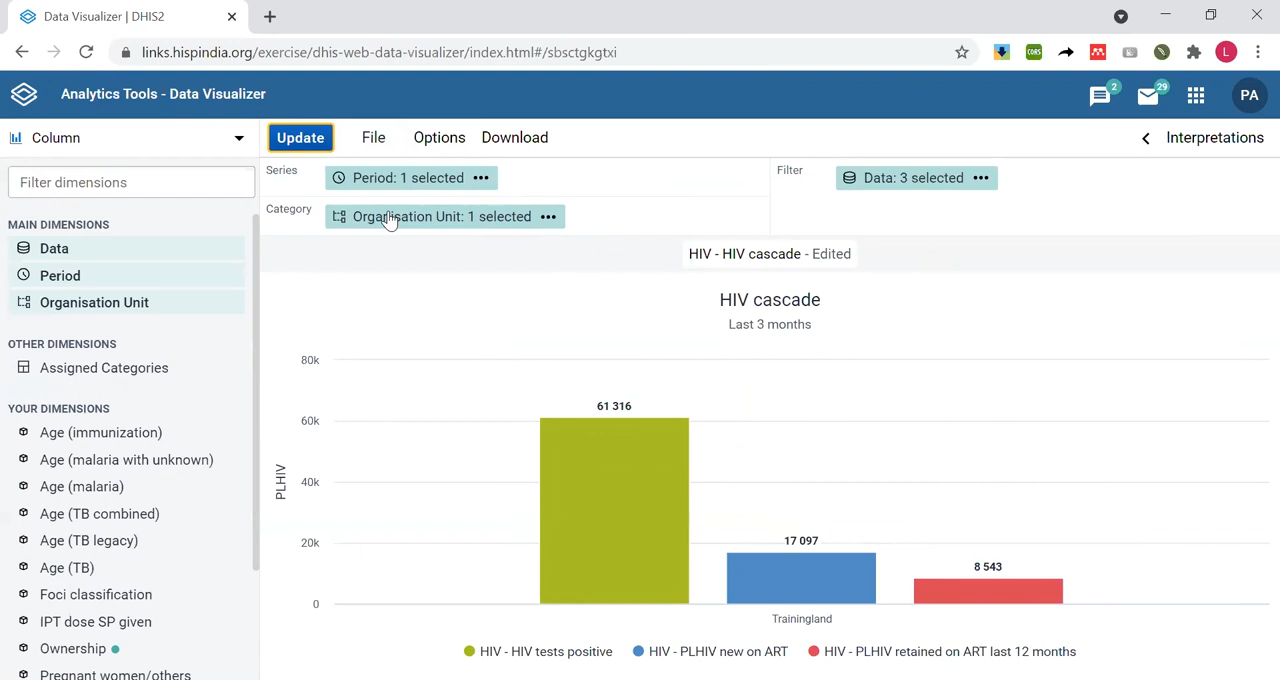 Data Visualizer | DHIS2
links.hispindia.org/exercise/dhis-web-data-visualizer/index.html#/sbsctgkgtxi
CORS
L
Analytics Tools - Data Visualizer
2
29
PA
Column
Update
File
Options
Download
Interpretations
Filter dimensions
Series
Period: 1 selected
Filter
Data: 3 selected
Category
Organisation Unit: 1 selected
MAIN DIMENSIONS
Data
Period
Organisation Unit
OTHER DIMENSIONS
Assigned Categories
YOUR DIMENSIONS
Age (immunization)
Age (malaria with unknown)
Age (malaria)
Age (TB combined)
Age (TB legacy)
Age (TB)
Foci classification
IPT dose SP given
Ownership
Pregnant women/others
HIV - HIV cascade - Edited
HIV cascade
Last 3 months
80k
60k
40k
20k
0
PLHIV
61 316
17 097
8 543
Trainingland
HIV - HIV tests positive
HIV - PLHIV new on ART
HIV - PLHIV retained on ART last 12 months